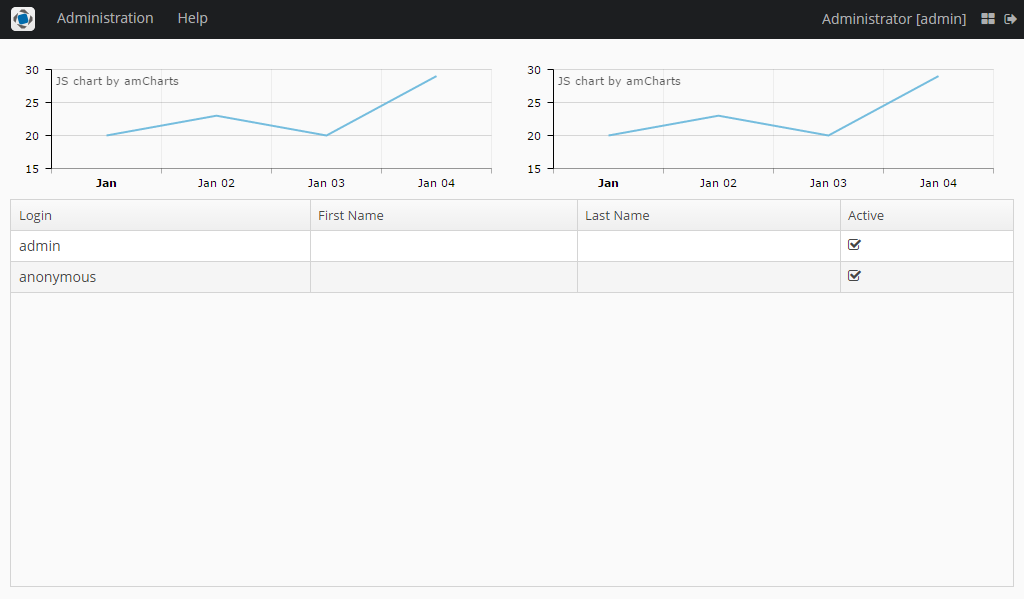 Administration Help Administrator [admin]
30 JS chart by amCharts
25
20
15
Jan Jan 02 Jan 03 Jan 04
30 JS chart by amCharts
25
20
15
Jan Jan 02 Jan 03 Jan 04
Login First Name Last Name Active
admin
anonymous